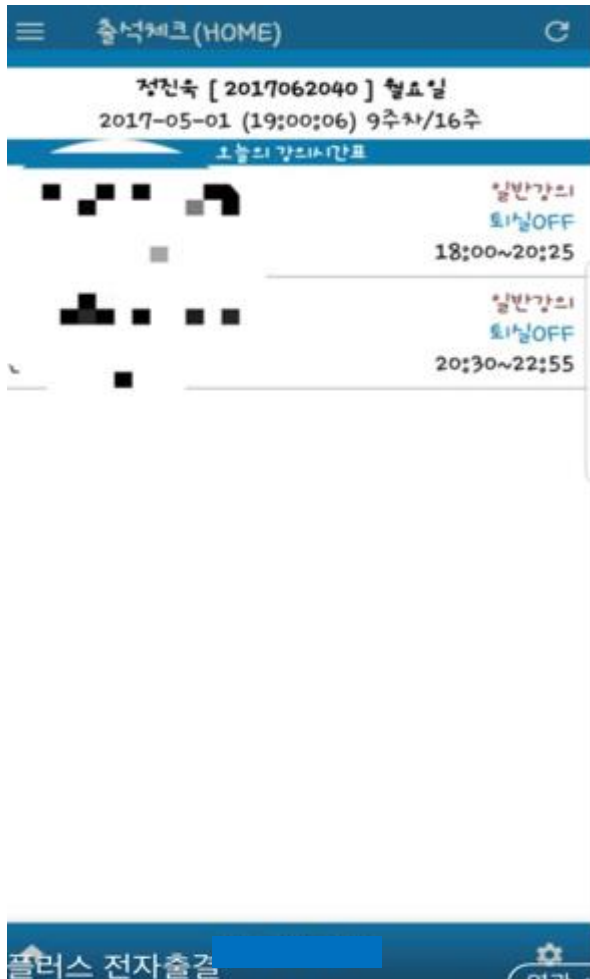 출석체크(HOME)
정진욱 [ 2017062040 ] 월요일
2017-05-01 (19:00:06) 9주차/16주
오늘의 강의시간표
일반강의
퇴실OFF
18:00~20:25
일반강의
퇴실OFF
20:30~22:55
플러스 전자출결